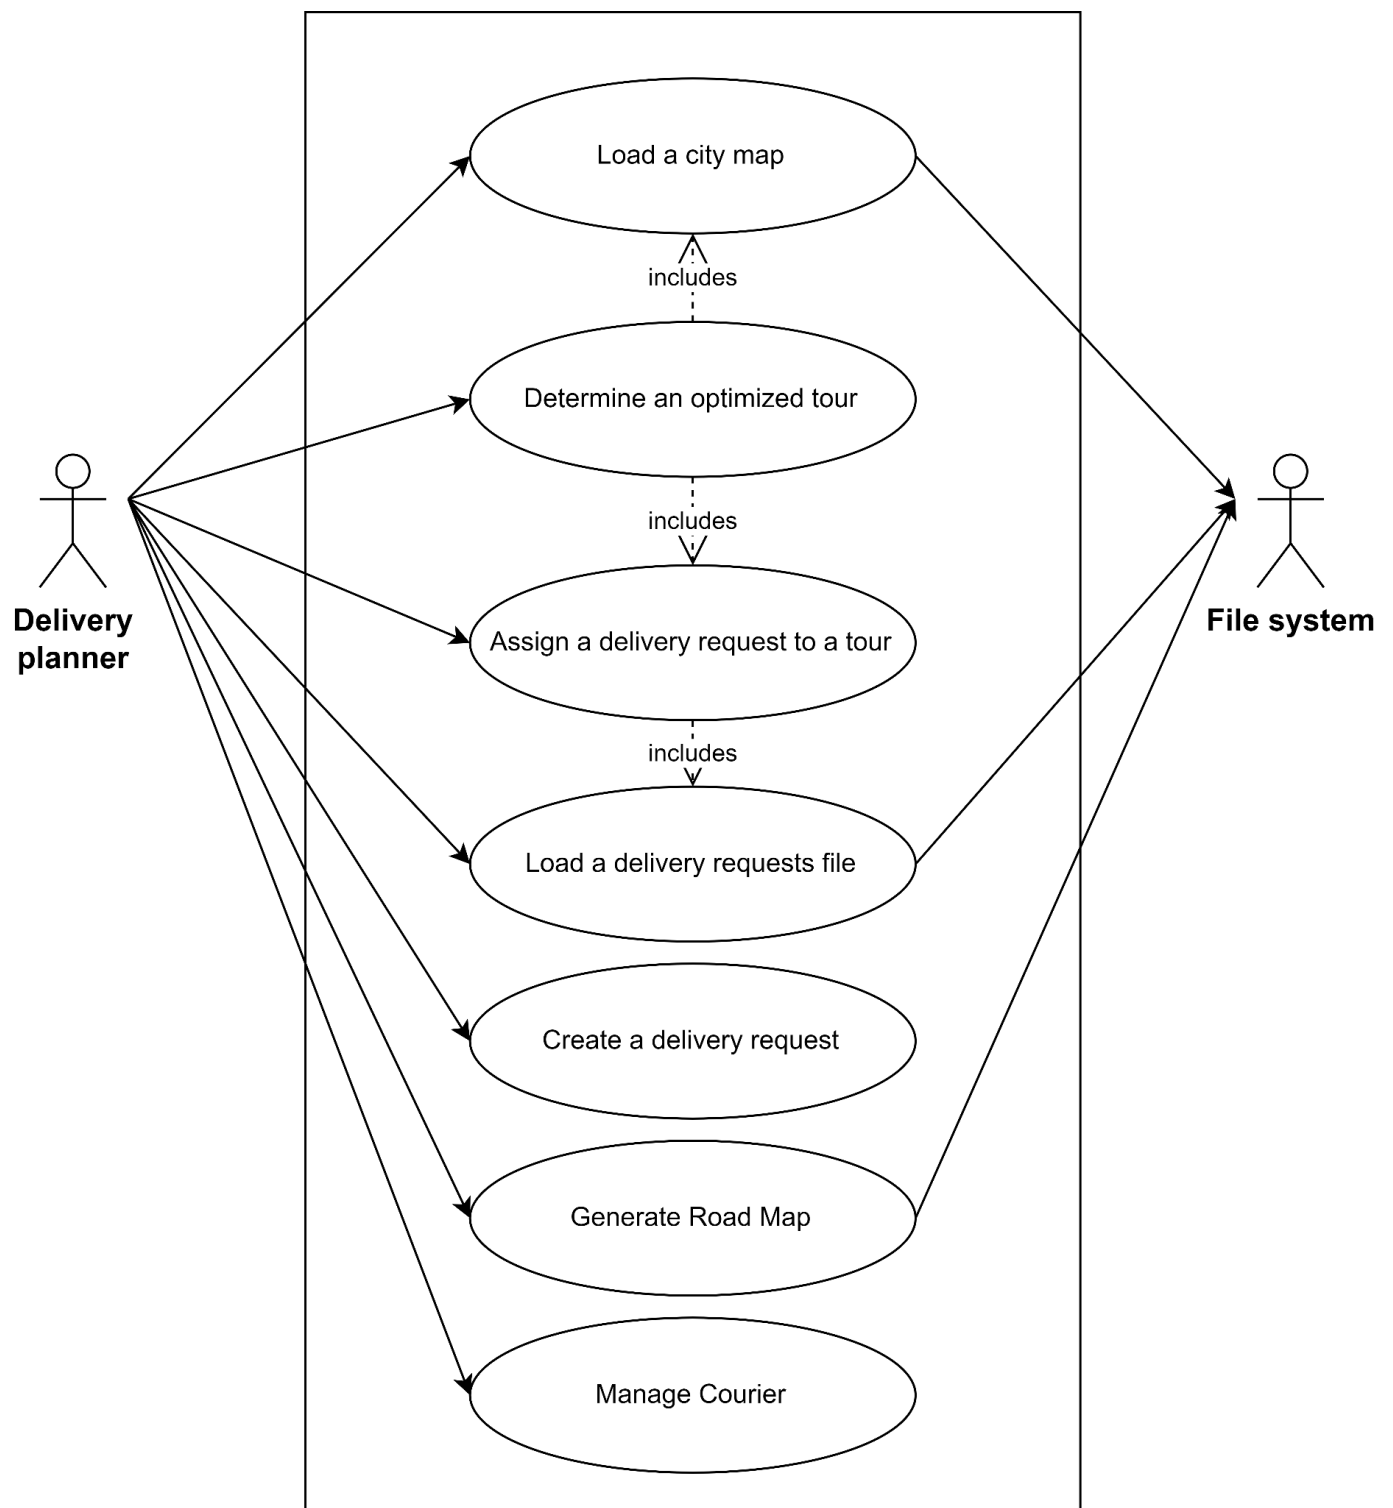 Load a city map
includes
Determine an optimized tour
includes
Assign a delivery request to a tour
includes
Load a delivery requests file
Create a delivery request
Generate Road Map
Manage Courier
Delivery
planner
File system